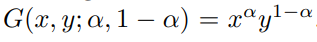 G(x, y; α, 1 − α) = x^α y^{1−α}